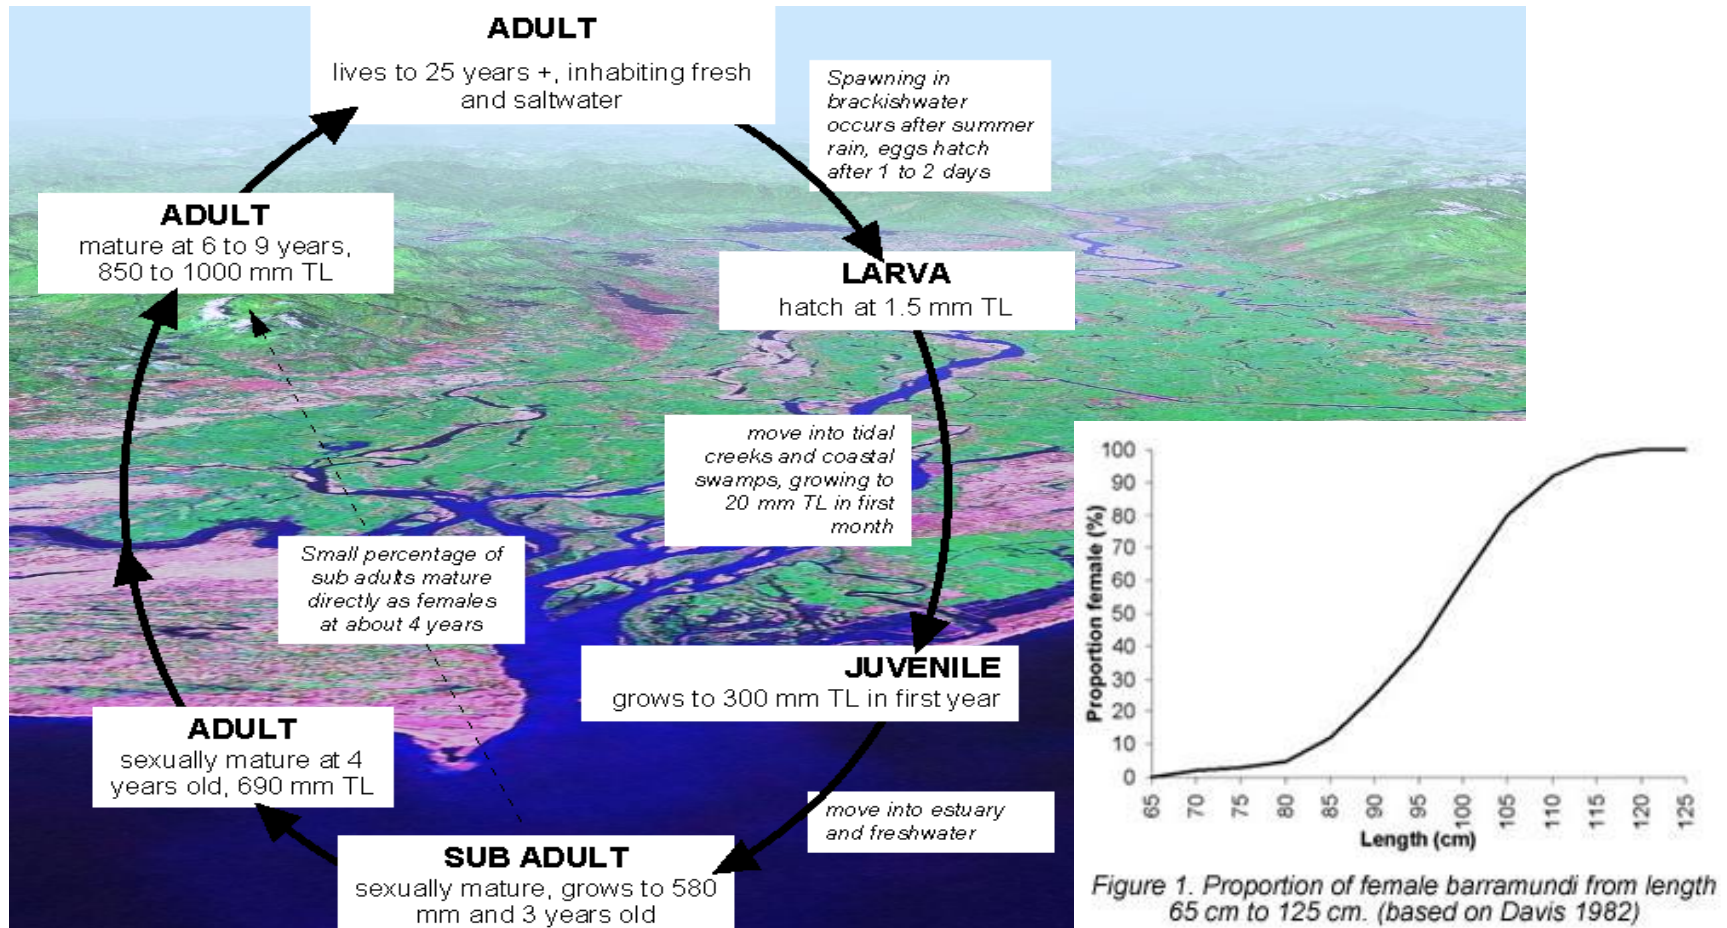 ADULT
lives to 25 years +, inhabiting fresh
and saltwater
Spawning in
brackishwater
occurs after summer
rain, eggs hatch
after 1 to 2 days
LARVA
hatch at 1.5 mm TL
move into tidal
creeks and coastal
swamps, growing to
20 mm TL in first
month
JUVENILE
grows to 300 mm TL in first year
move into estuary
and freshwater
SUB ADULT
sexually mature, grows to 580
mm and 3 years old
Small percentage of
sub adults mature
directly as females
at about 4 years
ADULT
sexually mature at 4
years old, 690 mm TL
ADULT
mature at 6 to 9 years,
850 to 1000 mm TL
Proportion female (%)
100
90
80
70
60
50
40
30
20
10
0
65
70
75
80
85
90
95
100
105
110
115
120
125
Length (cm)
Figure 1. Proportion of female barramundi from length
65 cm to 125 cm. (based on Davis 1982)